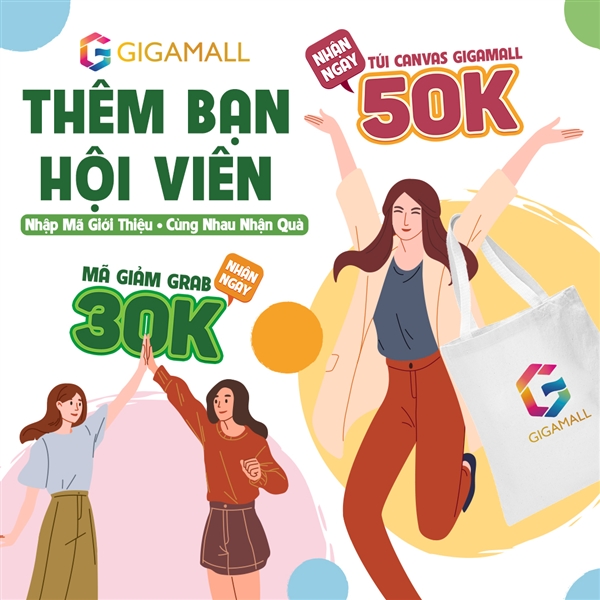 GIGAMALL
THÊM BẠN
HỘI VIÊN
Nhập Mã Giới Thiệu • Cùng Nhau Nhận Quà
NHẬN
NGAY
TÚI CANVAS GIGAMALL
50K
MÃ GIẢM GRAB
30K
NHẬN
NGAY
GIGAMALL